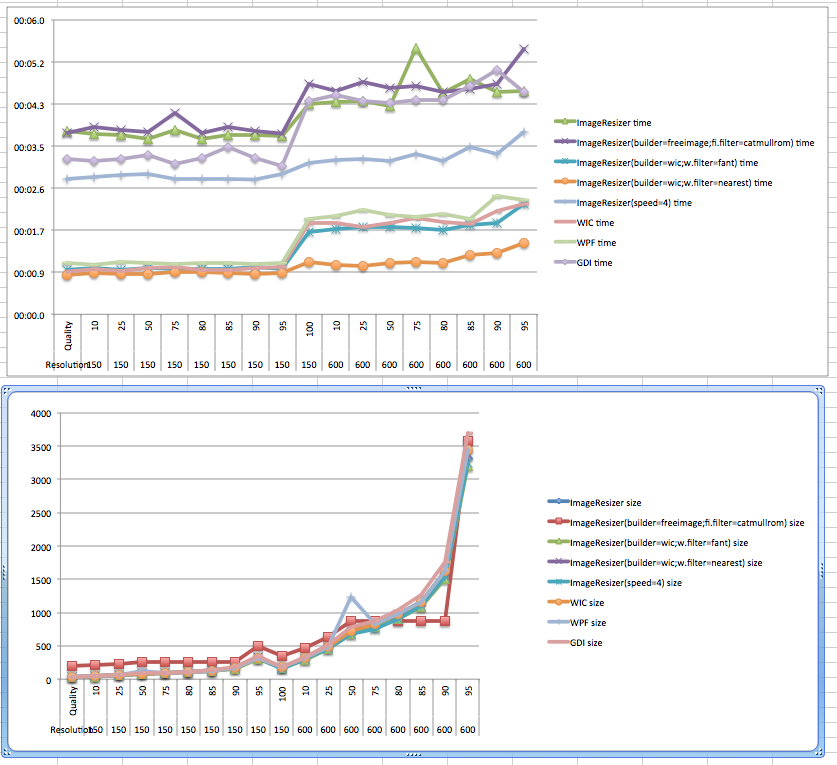 00:06.0
00:05.2
00:04.3
00:03.5
00:02.6
00:01.7
00:00.9
00:00.0
Quality 10 25 50 75 80 85 90 95 100 10 25 50 75 80 85 90 95
Resolution 150 150 150 150 150 150 150 150 150 600 600 600 600 600 600 600 600
ImageResizer time
ImageResizer(builder=freeimage;fi.filter=catmullrom) time
ImageResizer(builder=wic;w.filter=fant) time
ImageResizer(builder=wic;w.filter=nearest) time
ImageResizer(speed=4) time
WIC time
WPF time
GDI time
4000
3500
3000
2500
2000
1500
1000
500
0
Quality 10 25 50 75 80 85 90 95 100 10 25 50 75 80 85 90 95
Resolution 150 150 150 150 150 150 150 150 150 600 600 600 600 600 600 600 600
ImageResizer size
ImageResizer(builder=freeimage;fi.filter=catmullrom) size
ImageResizer(builder=wic;w.filter=fant) size
ImageResizer(builder=wic;w.filter=nearest) size
ImageResizer(speed=4) size
WIC size
WPF size
GDI size